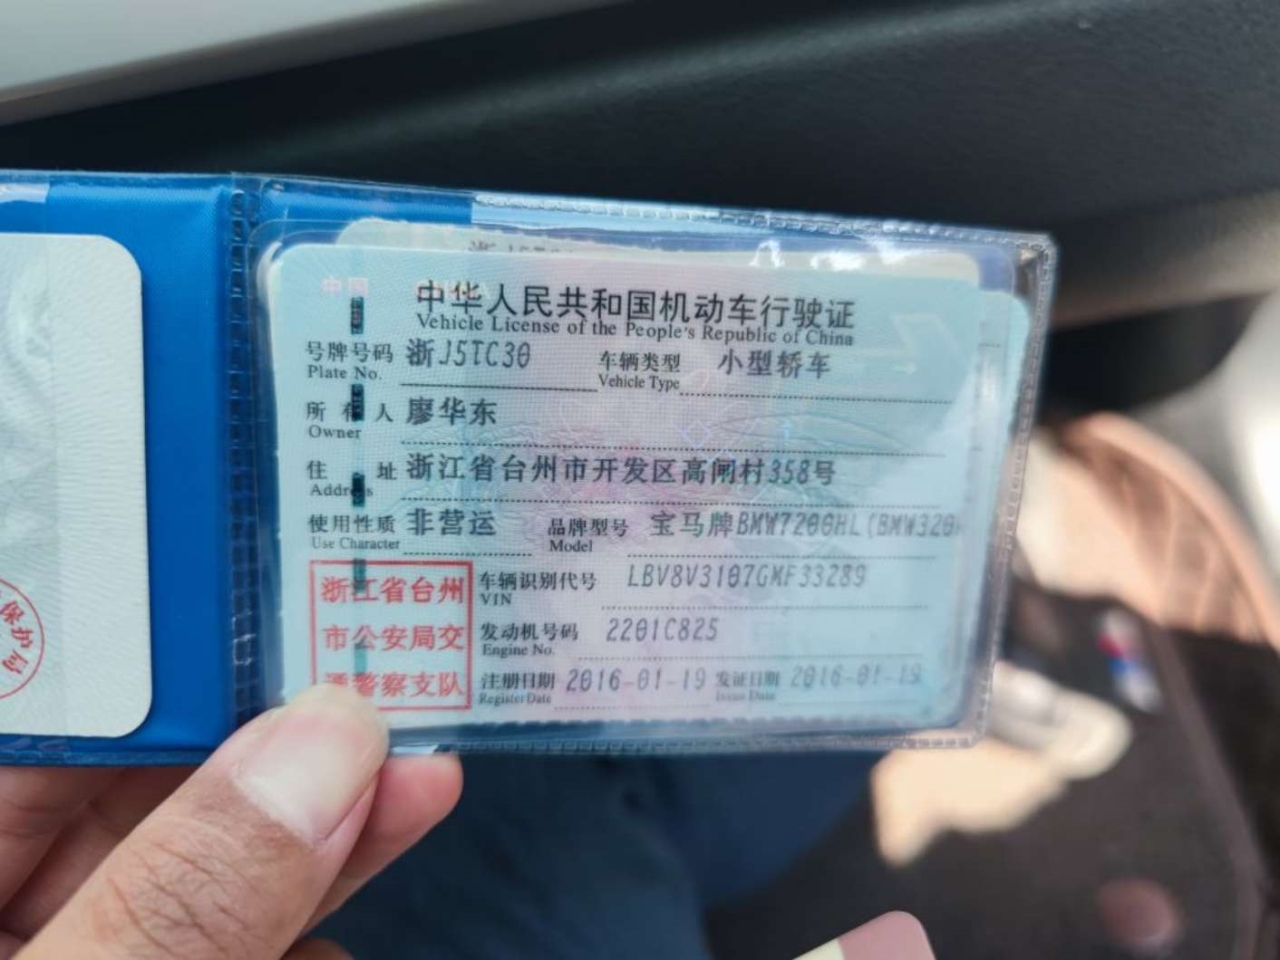 中华人民共和国机动车行驶证
Vehicle License of the People's Republic of China
号牌号码 浙J5TC30 车辆类型 小型轿车
Plate No. Vehicle Type
所有人 廖华东
Owner
住址 浙江省台州市开发区高闸村358号
Address
使用性质 非营运 品牌型号 宝马牌BMW7200HL(BMW320
Use Character Model
浙江省台州
市公安局交
通警察支队
车辆识别代号 LBV8V3107GMF33289
VIN
发动机号码 2201C825
Engine No.
注册日期 2016-01-19 发证日期 2016-01-19
Register Date Issue Date
保护局